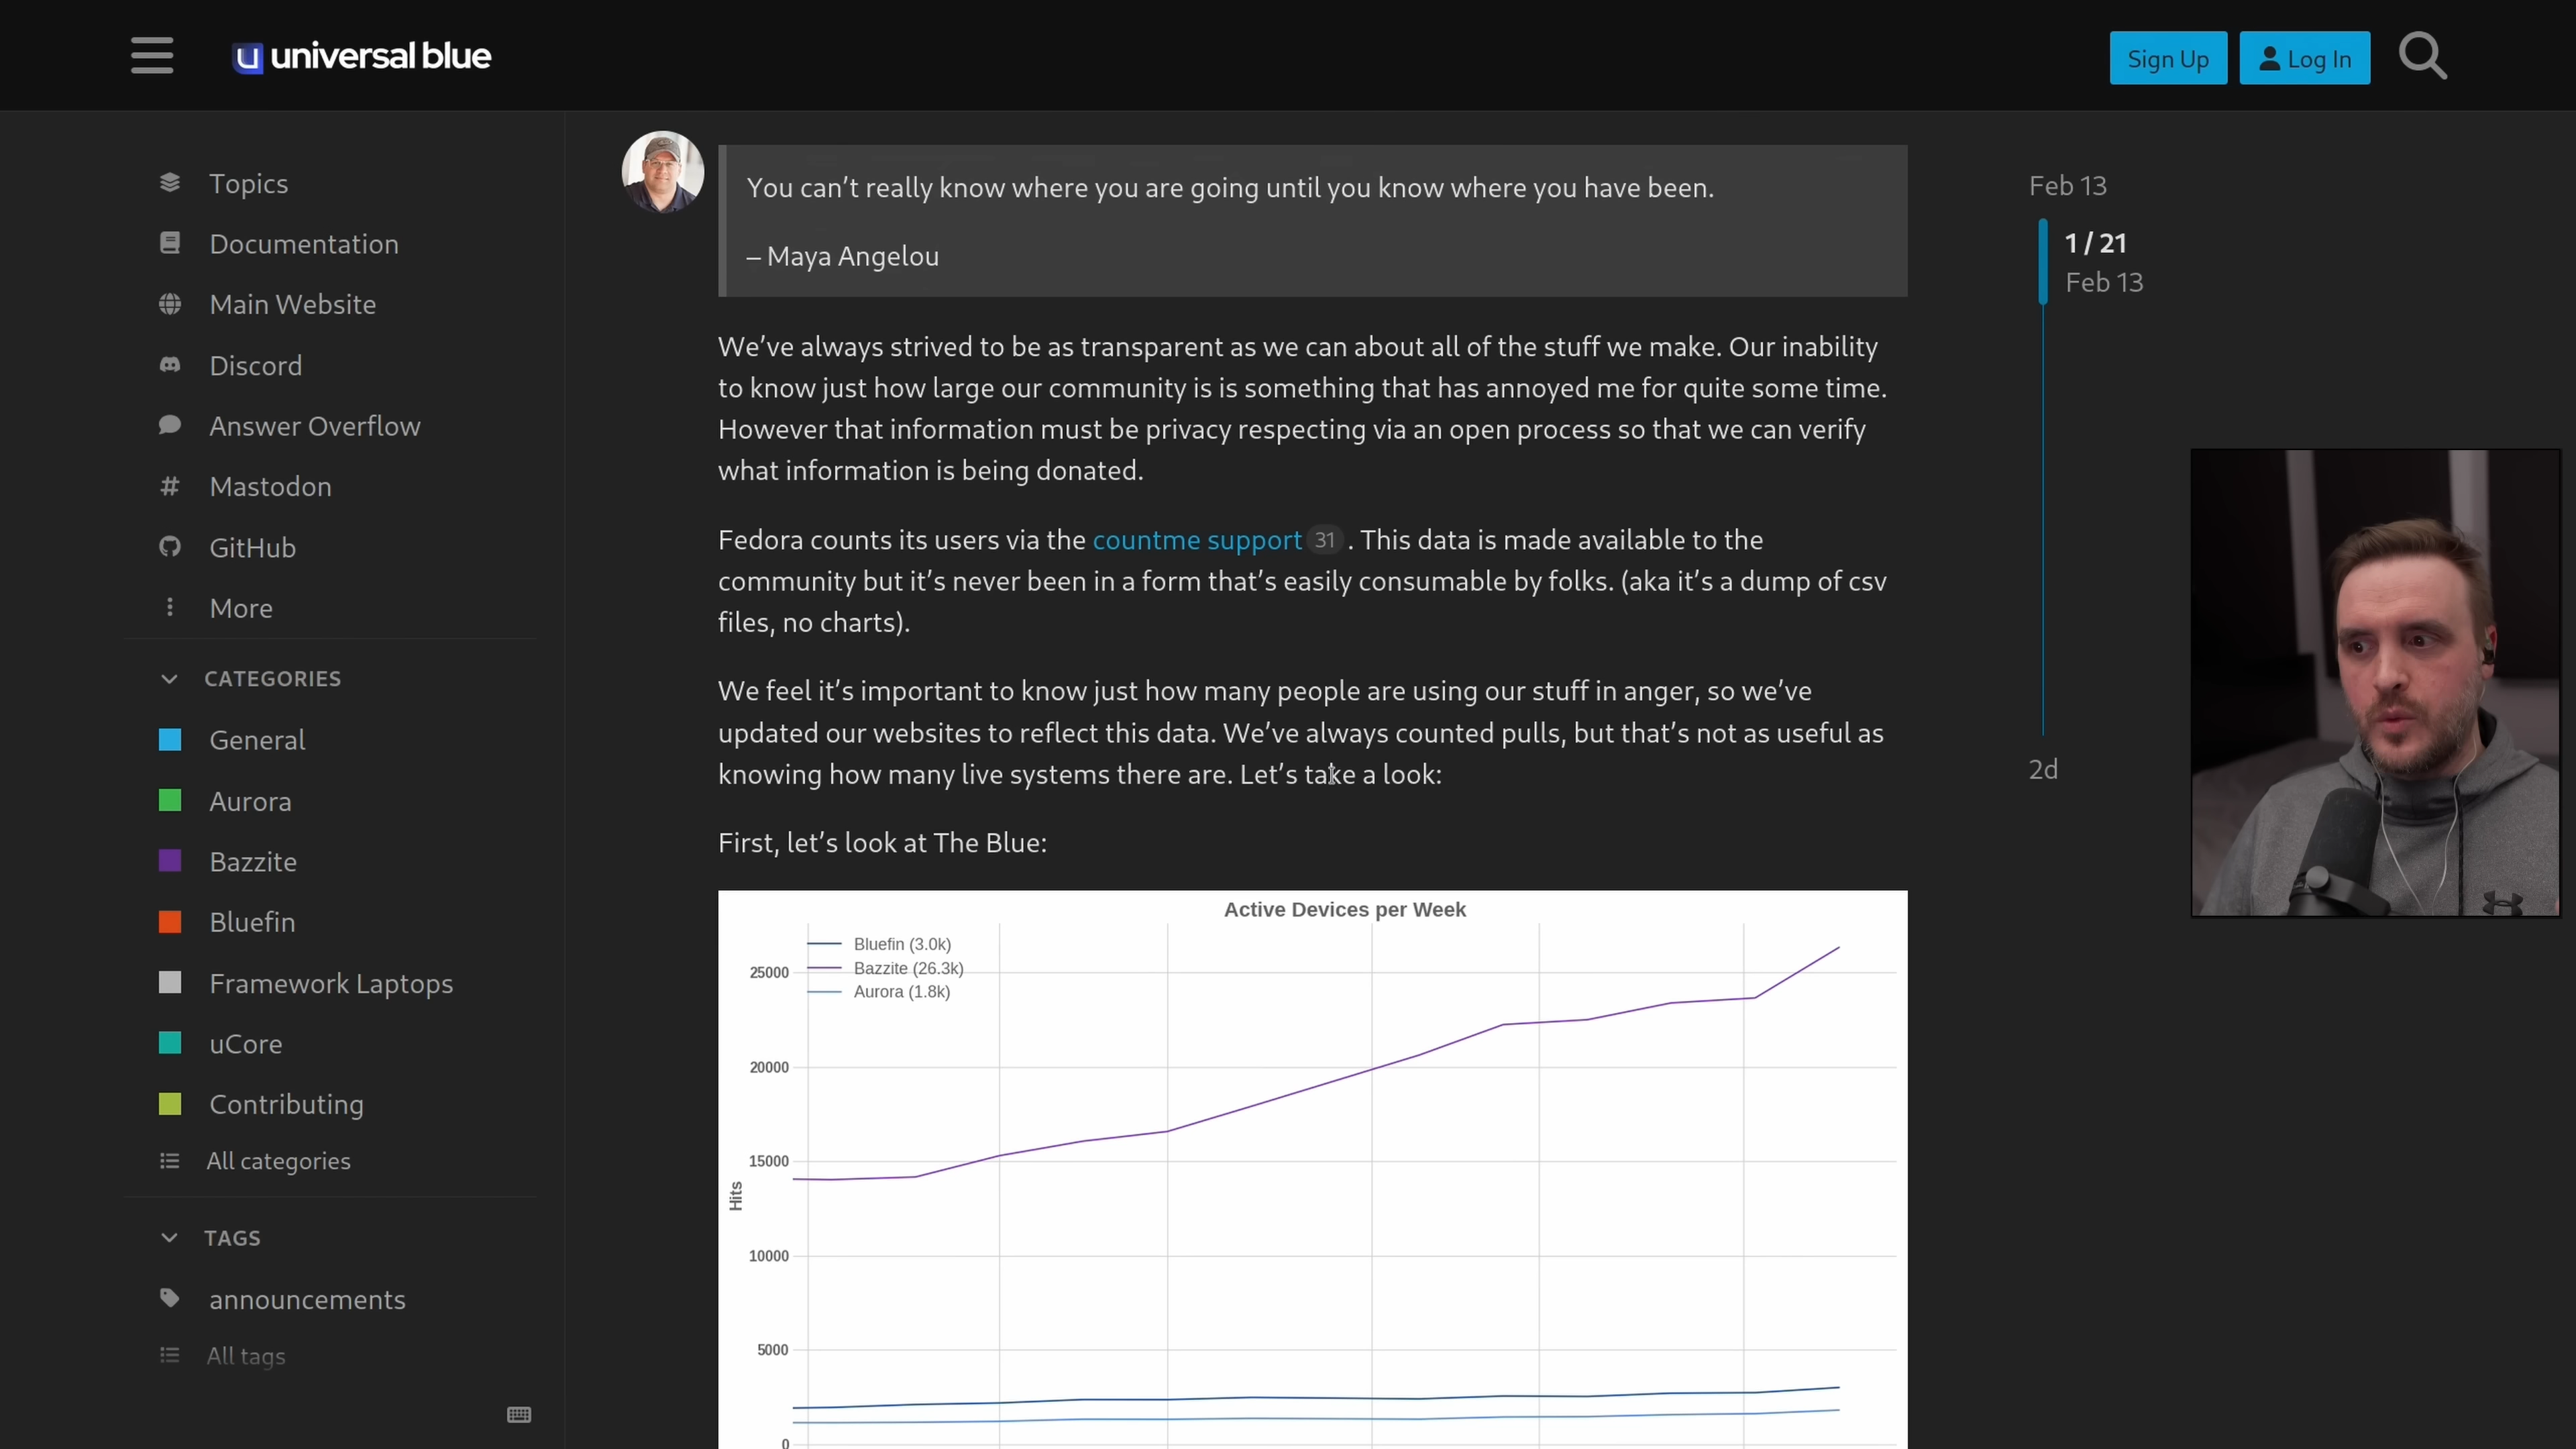 universal blue
Sign Up
Log In
Topics
Documentation
Main Website
Discord
Answer Overflow
Mastodon
GitHub
More
CATEGORIES
General
Aurora
Bazzite
Bluefin
Framework Laptops
uCore
Contributing
All categories
TAGS
announcements
All tags
You can’t really know where you are going until you know where you have been.
– Maya Angelou
We’ve always strived to be as transparent as we can about all of the stuff we make. Our inability
to know just how large our community is is something that has annoyed me for quite some time.
However that information must be privacy respecting via an open process so that we can verify
what information is being donated.
Fedora counts its users via the countme support 31 . This data is made available to the
community but it’s never been in a form that’s easily consumable by folks. (aka it’s a dump of csv
files, no charts).
We feel it’s important to know just how many people are using our stuff in anger, so we’ve
updated our websites to reflect this data. We’ve always counted pulls, but that’s not as useful as
knowing how many live systems there are. Let’s take a look:
First, let’s look at The Blue:
Active Devices per Week
Bluefin (3.0k)
Bazzite (26.3k)
Aurora (1.8k)
25000
20000
15000
10000
5000
0
Hits
Feb 13
1 / 21
Feb 13
2d